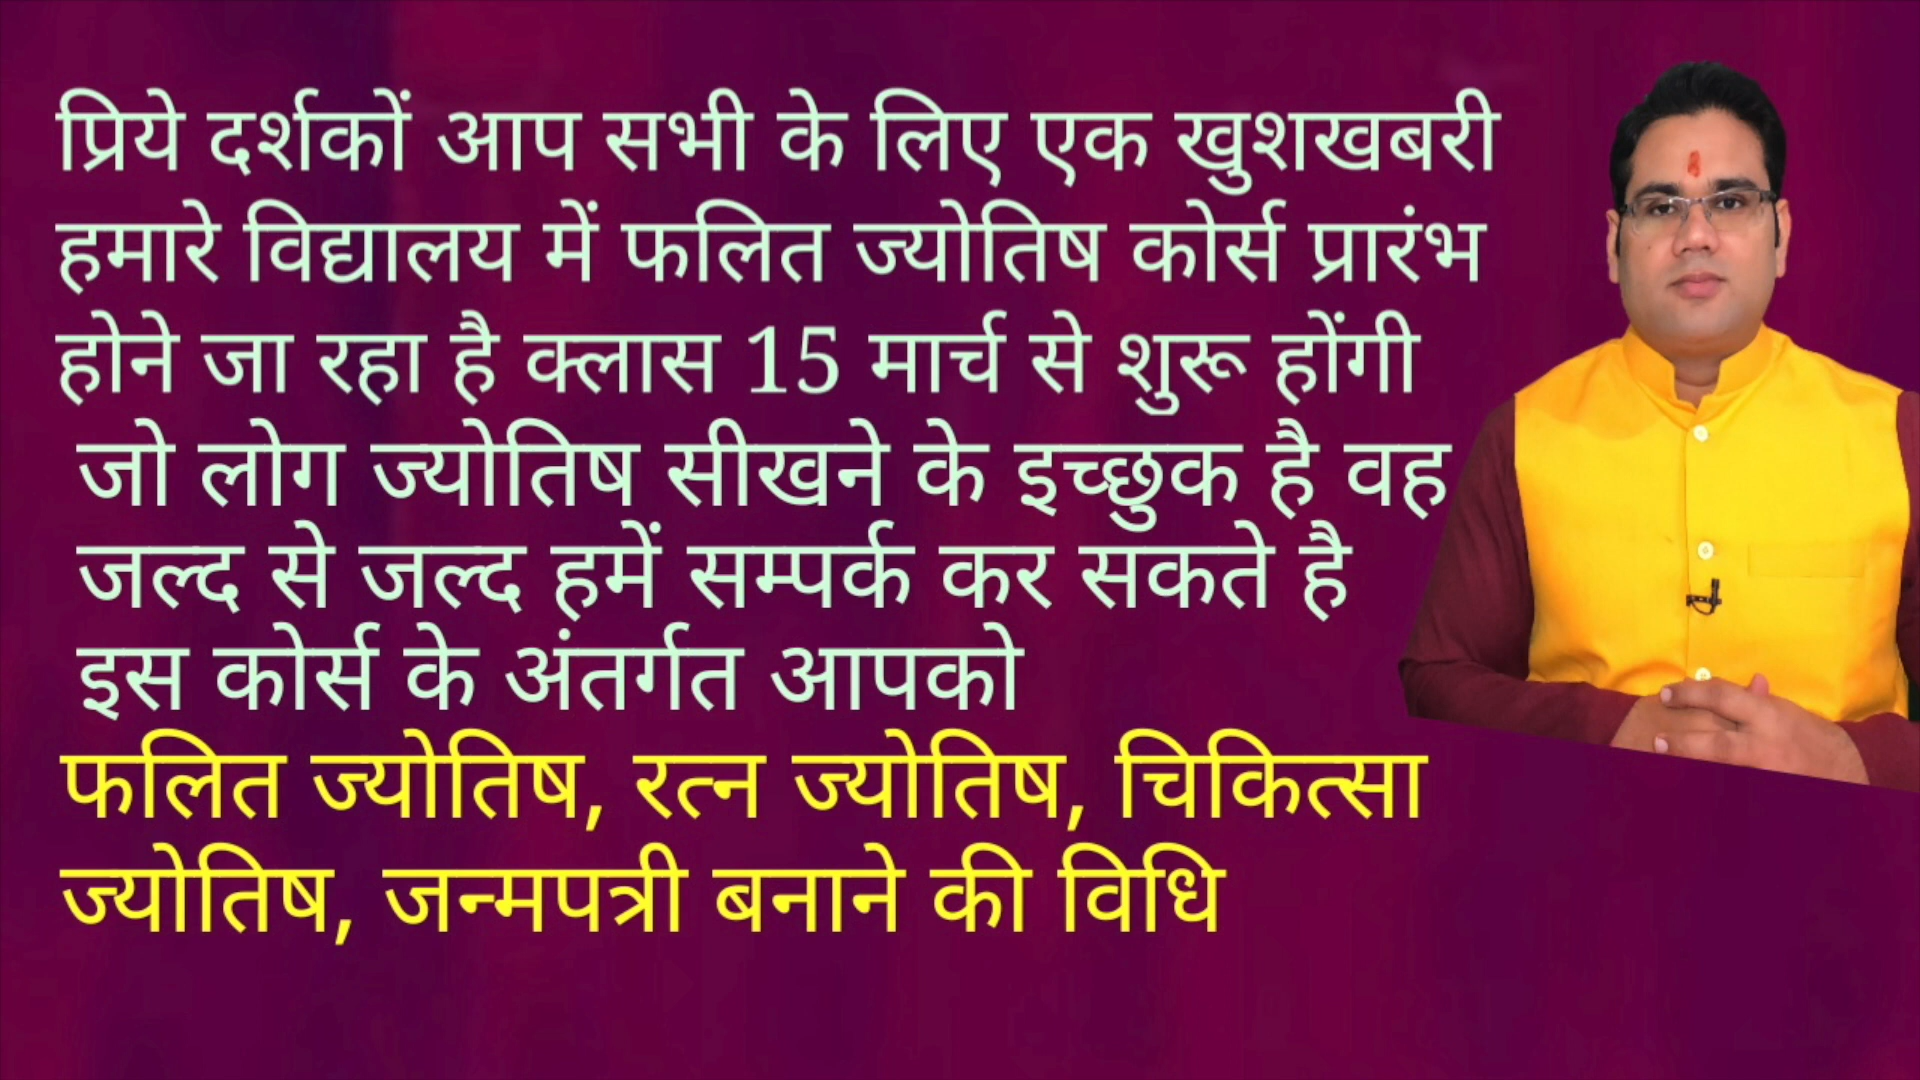 प्रिये दर्शकों आप सभी के लिए एक खुशखबरी
हमारे विद्यालय में फलित ज्योतिष कोर्स प्रारंभ
होने जा रहा है क्लास 15 मार्च से शुरू होंगी
जो लोग ज्योतिष सीखने के इच्छुक है वह
जल्द से जल्द हमें सम्पर्क कर सकते है
इस कोर्स के अंतर्गत आपको
फलित ज्योतिष, रत्न ज्योतिष, चिकित्सा
ज्योतिष, जन्मपत्री बनाने की विधि